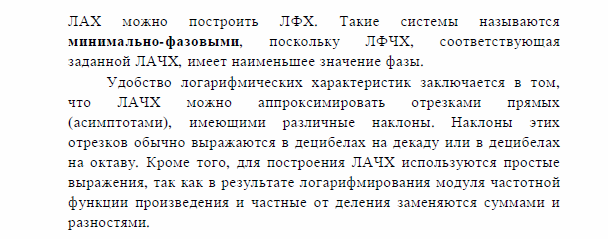 ЛАХ можно построить ЛФХ. Такие системы называются
минимально-фазовыми, поскольку ЛФЧХ, соответствующая
заданной ЛАЧХ, имеет наименьшее значение фазы.
Удобство логарифмических характеристик заключается в том,
что ЛАЧХ можно аппроксимировать отрезками прямых
(асимптотами), имеющими различные наклоны. Наклоны этих
отрезков обычно выражаются в децибелах на декаду или в децибелах
на октаву. Кроме того, для построения ЛАЧХ используются простые
выражения, так как в результате логарифмирования модуля частотной
функции произведения и частные от деления заменяются суммами и
разностями.